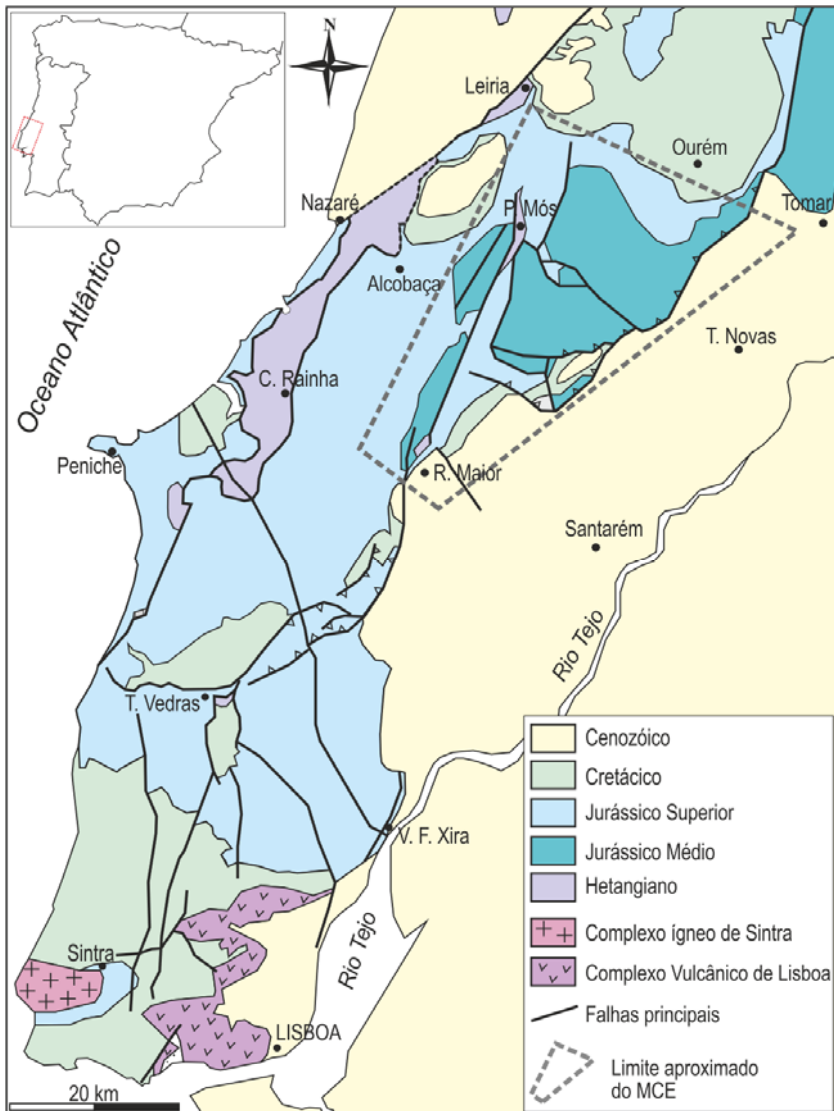 N
Leiria
Ourém
Nazaré
P. Mós
Tomar
Alcobaça
Oceano Atlântico
T. Novas
C. Rainha
Peniche
R. Maior
Santarém
Rio Tejo
T. Vedras
V. F. Xira
Rio Tejo
Sintra
LISBOA
20 km
Cenozóico
Cretácico
Jurássico Superior
Jurássico Médio
Hetangiano
Complexo ígneo de Sintra
Complexo Vulcânico de Lisboa
Falhas principais
Limite aproximado
do MCE